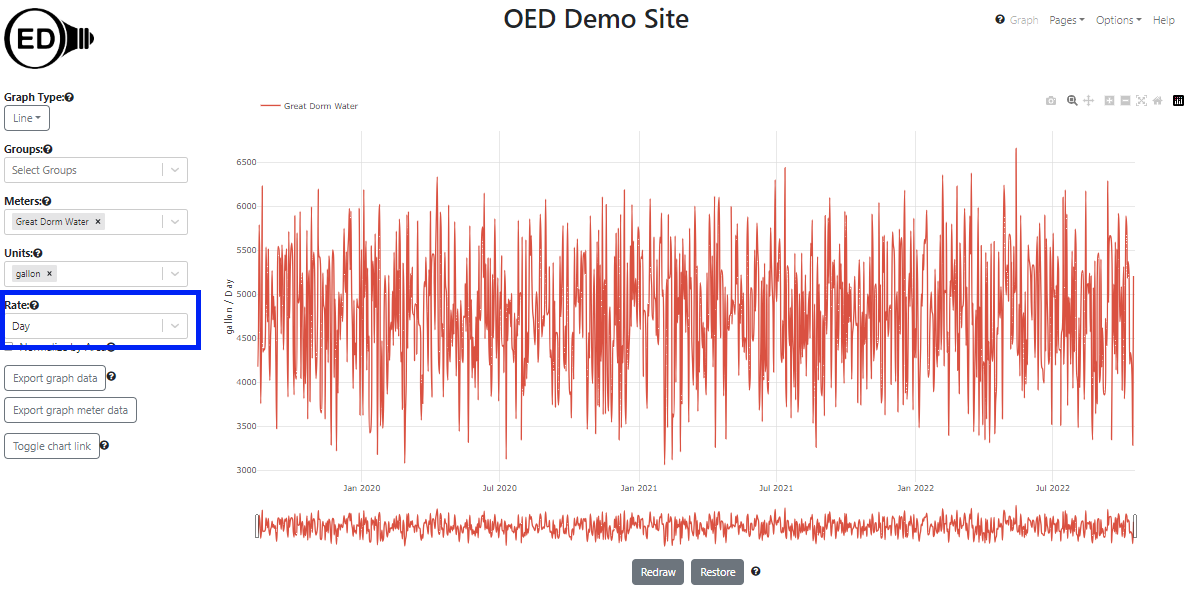 OED Demo Site
ED
Graph Pages Options Help
Graph Type:
Line
Groups:
Select Groups
Meters:
Great Dorm Water ×
Units:
gallon ×
Rate:
Day
Normalize by Area
Export graph data
Export graph meter data
Toggle chart link
Great Dorm Water
gallon / Day
6500
6000
5500
5000
4500
4000
3500
3000
Jan 2020 Jul 2020 Jan 2021 Jul 2021 Jan 2022 Jul 2022
Redraw Restore